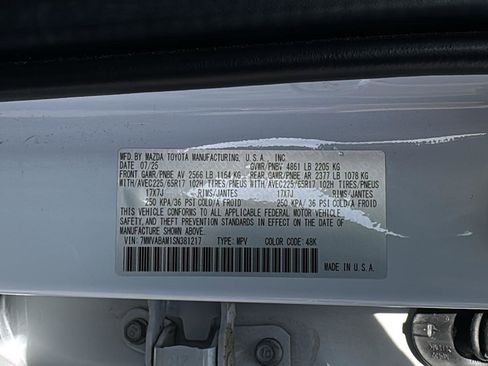 MFD.BY MAZDA TOYOTA MANUFACTURING, U.S.A., INC.
DATE 07/25 GVWR/PNBV 4861 LB 2205 KG
FRONT GAWR/PNBE AV 2566 LB 1164 KG REAR GAWR/PNBE AR 2377 LB 1078 KG
WITH/AVEC225/65R17 102H TIRES/PNEUS WITH/AVEC225/65R17 102H TIRES/PNEUS
17X7J RIMS/JANTES 17X7J RIMS/JANTES
250 KPA/36 PSI COLD/A FROID 250 KPA/36 PSI COLD/A FROID
THIS VEHICLE CONFORMS TO ALL APPLICABLE FEDERAL MOTOR VEHICLE
SAFETY, BUMPER, AND THEFT PREVENTION STANDARDS IN EFFECT ON THE DATE
OF MANUFACTURE SHOWN ABOVE.
VIN: 7MMVABAM1SN381217 TYPE: MPV COLOR CODE: 48K
MADE IN U.S.A.